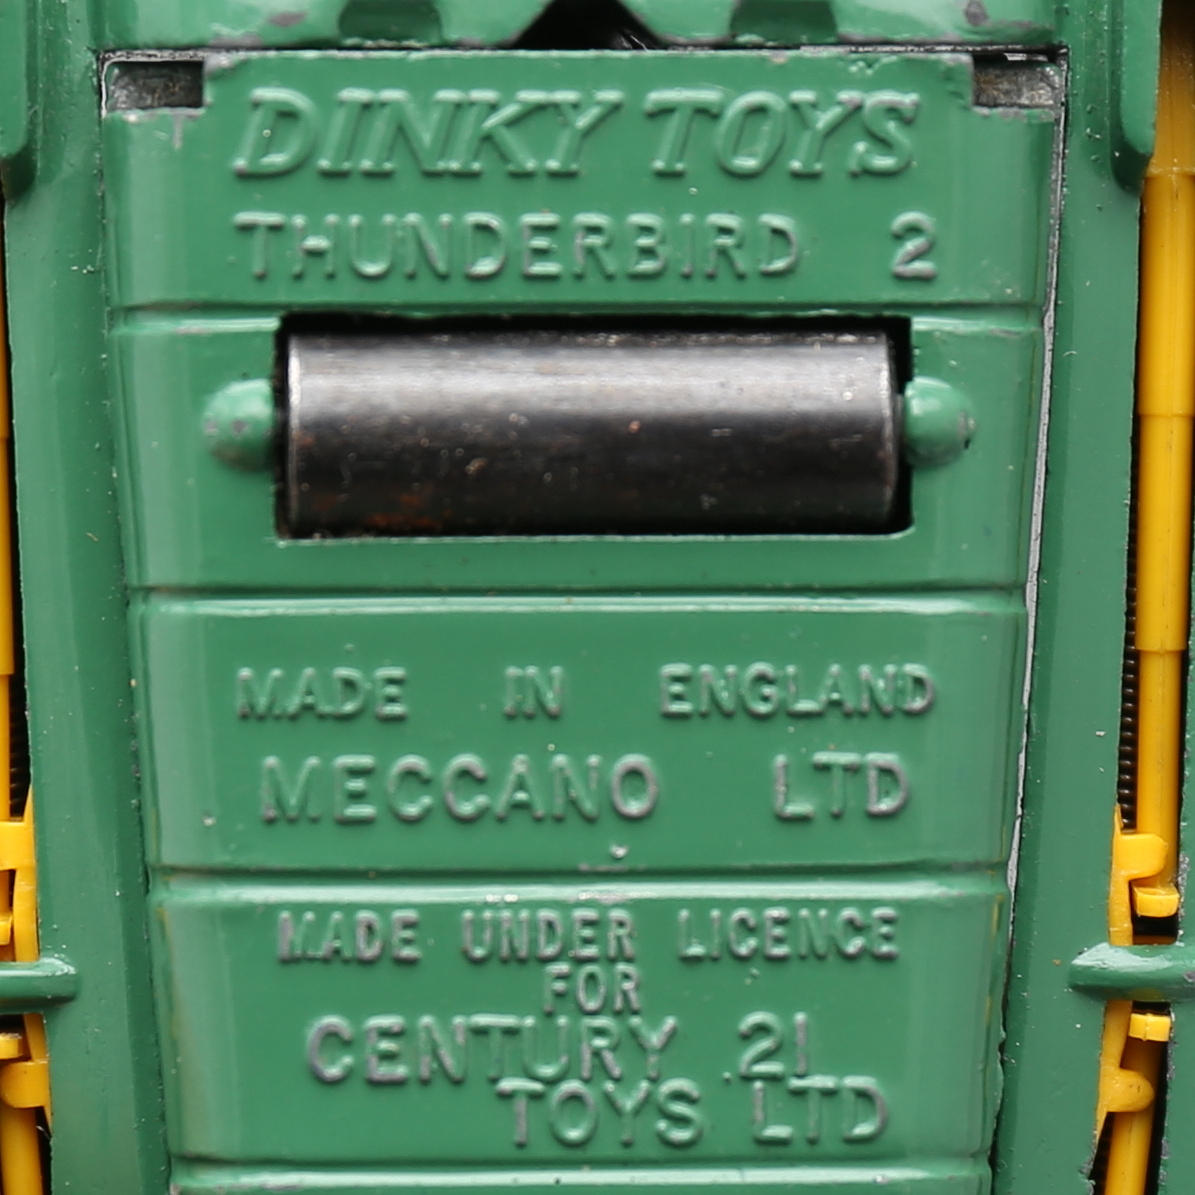 DINKY TOYS
THUNDERBIRD 2
MADE IN ENGLAND
MECCANO LTD
MADE UNDER LICENCE
FOR
CENTURY 21
TOYS LTD